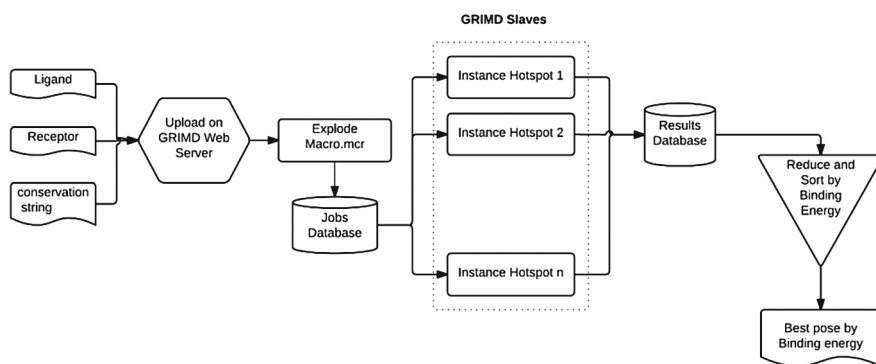 GRIMD Slaves
Ligand
Receptor
conservation
string
Upload on
GRIMD Web
Server
Explode
Macro.mcr
Jobs
Database
Instance Hotspot 1
Instance Hotspot 2
Instance Hotspot n
Results
Database
Reduce and
Sort by
Binding
Energy
Best pose by
Binding energy